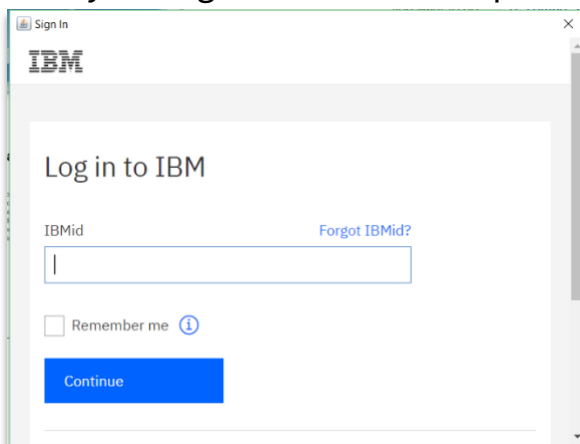 Sign In
IBM
Log in to IBM
IBMid Forgot IBMid?
Remember me
Continue